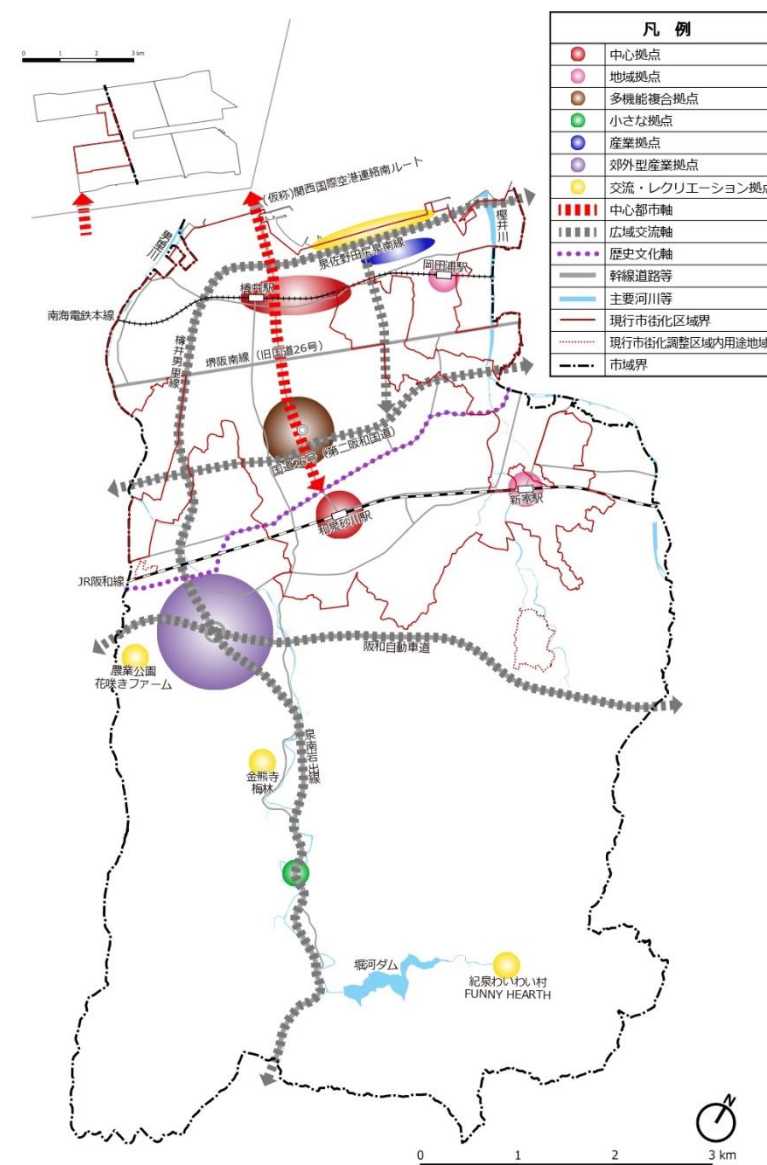 0 1 2 3 km
凡 例
中心拠点
地域拠点
多機能複合拠点
小さな拠点
産業拠点
郊外型産業拠点
交流・レクリエーション拠点
中心都市軸
広域交流軸
歴史文化軸
幹線道路等
主要河川等
現行市街化区域界
現行市街化調整区域内用途地域
市域界
(仮称)関西国際空港連絡南ルート
樫井川
男里川
泉佐野田尻泉南線
岡田浦駅
樽井駅
南海電鉄本線
樽井男里線
堺阪南線(旧国道26号)
国道26号(第二阪和国道)
新家駅
和泉砂川駅
JR阪和線
阪和自動車道
農業公園
花咲きファーム
泉南岩出線
金熊寺
梅林
堀河ダム
紀泉わいわい村
FUNNY HEARTH
N
0 1 2 3 km